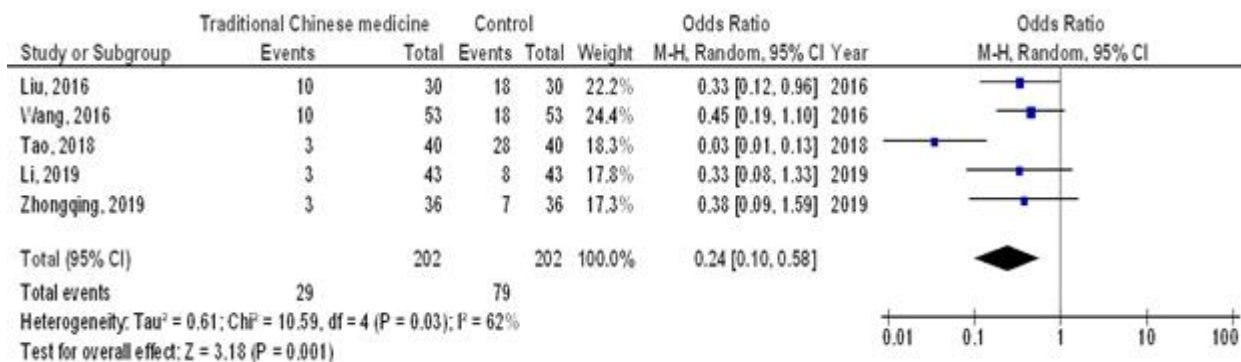 Traditional Chinese medicine Control Odds Ratio Odds Ratio
Study or Subgroup Events Total Events Total Weight M-H, Random, 95% CI Year M-H, Random, 95% CI
Liu, 2016 10 30 18 30 22.2% 0.33 [0.12, 0.96] 2016
Wang, 2016 10 53 18 53 24.4% 0.45 [0.19, 1.10] 2016
Tao, 2018 3 40 28 40 18.3% 0.03 [0.01, 0.13] 2018
Li, 2019 3 43 8 43 17.8% 0.33 [0.08, 1.33] 2019
Zhongqing, 2019 3 36 7 36 17.3% 0.38 [0.09, 1.59] 2019
Total (95% CI) 202 202 100.0% 0.24 [0.10, 0.58]
Total events 29 79
Heterogeneity: Tau² = 0.61; Chi² = 10.59, df = 4 (P = 0.03); I² = 62%
Test for overall effect: Z = 3.18 (P = 0.001)
0.01 0.1 1 10 100